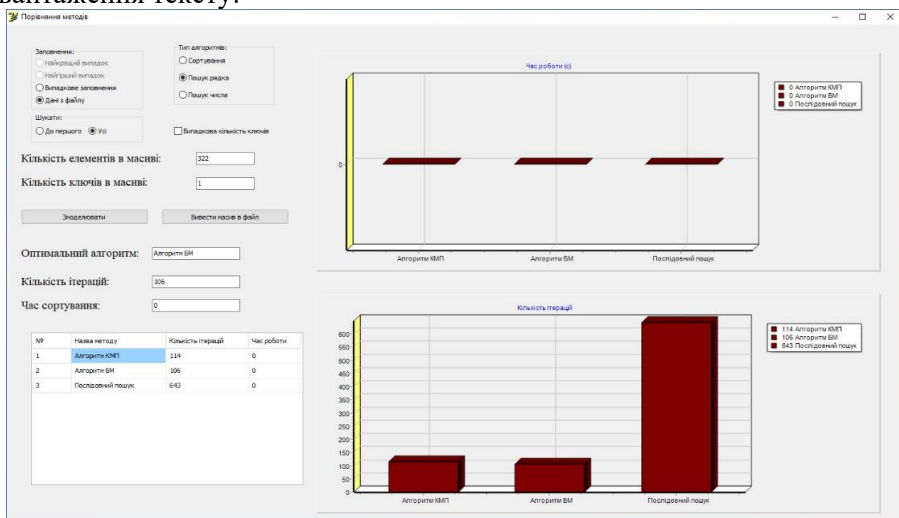 вантаження тексту.
Порівняння методів
Заповнення:
Найкращий випадок
Найгірший випадок
Випадкове заповнення
Дані з файлу
Тип алгоритмів:
Сортування
Пошук рядка
Пошук числа
Шукати:
До першого Усі
Випадкова кількість ключів
Кількість елементів в масиві: 322
Кількість ключів в масиві: 1
Змоделювати Вивести масив в файл
Оптимальний алгоритм: Алгоритм БМ
Кількість ітерацій: 106
Час сортування: 0
№ Назва методу Кількість ітерацій Час роботи
1 Алгоритм КМП 114 0
2 Алгоритм БМ 106 0
3 Послідовний пошук 643 0
Час роботи (с)
0 Алгоритм КМП
0 Алгоритм БМ
0 Послідовний пошук
0
Алгоритм КМП Алгоритм БМ Послідовний пошук
Кількість ітерацій
114 Алгоритм КМП
106 Алгоритм БМ
643 Послідовний пошук
600
550
500
450
400
350
300
250
200
150
100
50
0
Алгоритм КМП Алгоритм БМ Послідовний пошук